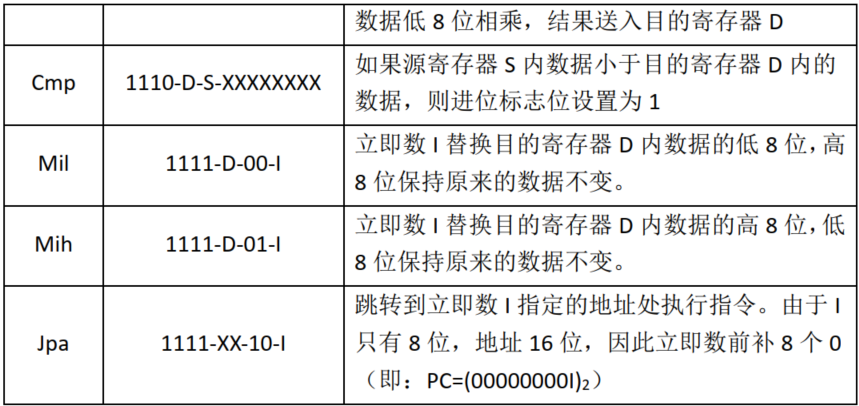 数据低 8 位相乘，结果送入目的寄存器 D
Cmp
1110-D-S-XXXXXXXX
如果源寄存器 S 内数据小于目的寄存器 D 内的
数据，则进位标志位设置为 1
Mil
1111-D-00-I
立即数 I 替换目的寄存器 D 内数据的低 8 位，高
8 位保持原来的数据不变。
Mih
1111-D-01-I
立即数 I 替换目的寄存器 D 内数据的高 8 位，低
8 位保持原来的数据不变。
Jpa
1111-XX-10-I
跳转到立即数 I 指定的地址处执行指令。由于 I
只有 8 位，地址 16 位，因此立即数前补 8 个 0
（即：PC=(00000000I)₂）